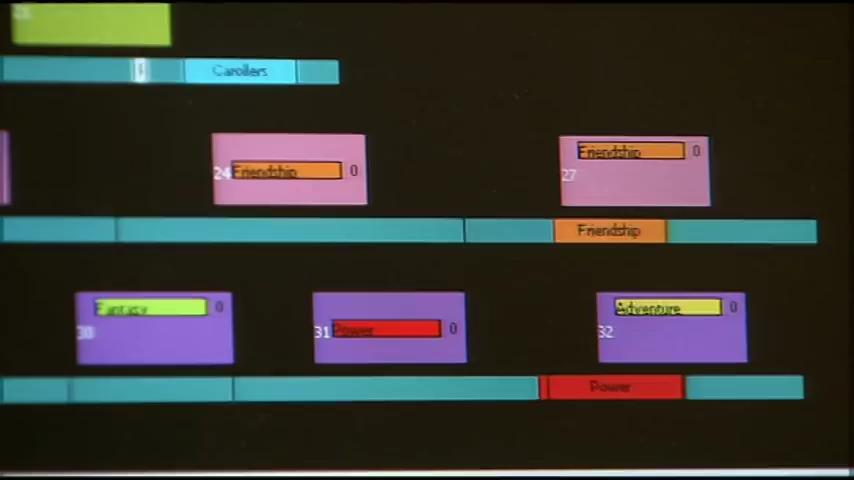 Carollers
24 Friendship 0
Friendship 0
27
Friendship
Fantasy 0
30
31 Power 0
Adventure 0
32
Power